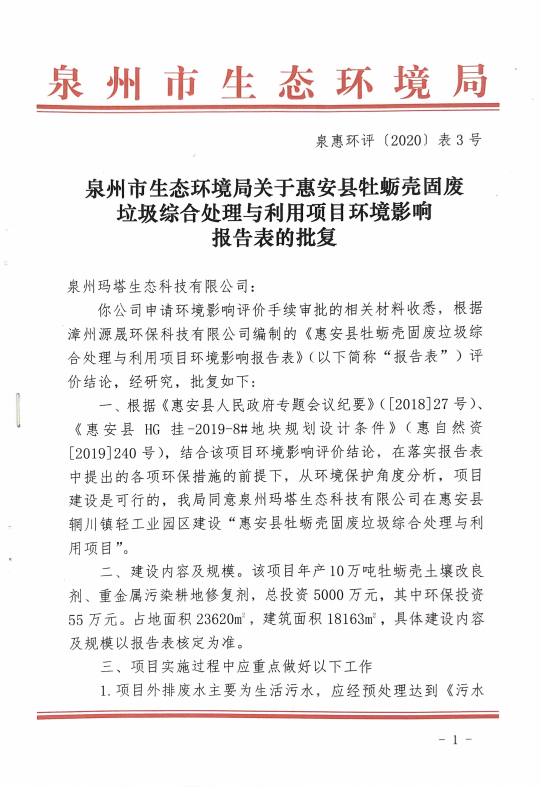 泉州市生态环境局
泉惠环评〔2020〕表3号
泉州市生态环境局关于惠安县牡蛎壳固废
垃圾综合处理与利用项目环境影响
报告表的批复
泉州玛塔生态科技有限公司：
你公司申请环境影响评价手续审批的相关材料收悉，根据
漳州源晟环保科技有限公司编制的《惠安县牡蛎壳固废垃圾综
合处理与利用项目环境影响报告表》（以下简称“报告表”）评
价结论，经研究，批复如下：
一、根据《惠安县人民政府专题会议纪要》（[2018]27号）、
《惠安县 HG 挂-2019-8#地块规划设计条件》（惠自然资
[2019]240号），结合该项目环境影响评价结论，在落实报告表
中提出的各项环保措施的前提下，从环境保护角度分析，项目
建设是可行的，我局同意泉州玛塔生态科技有限公司在惠安县
辋川镇轻工业园区建设“惠安县牡蛎壳固废垃圾综合处理与利
用项目”。
二、建设内容及规模。该项目年产10万吨牡蛎壳土壤改良
剂、重金属污染耕地修复剂，总投资5000万元，其中环保投资
55万元。占地面积23620㎡，建筑面积18163㎡，具体建设内容
及规模以报告表核定为准。
三、项目实施过程中应重点做好以下工作
1.项目外排废水主要为生活污水，应经预处理达到《污水
- 1 -